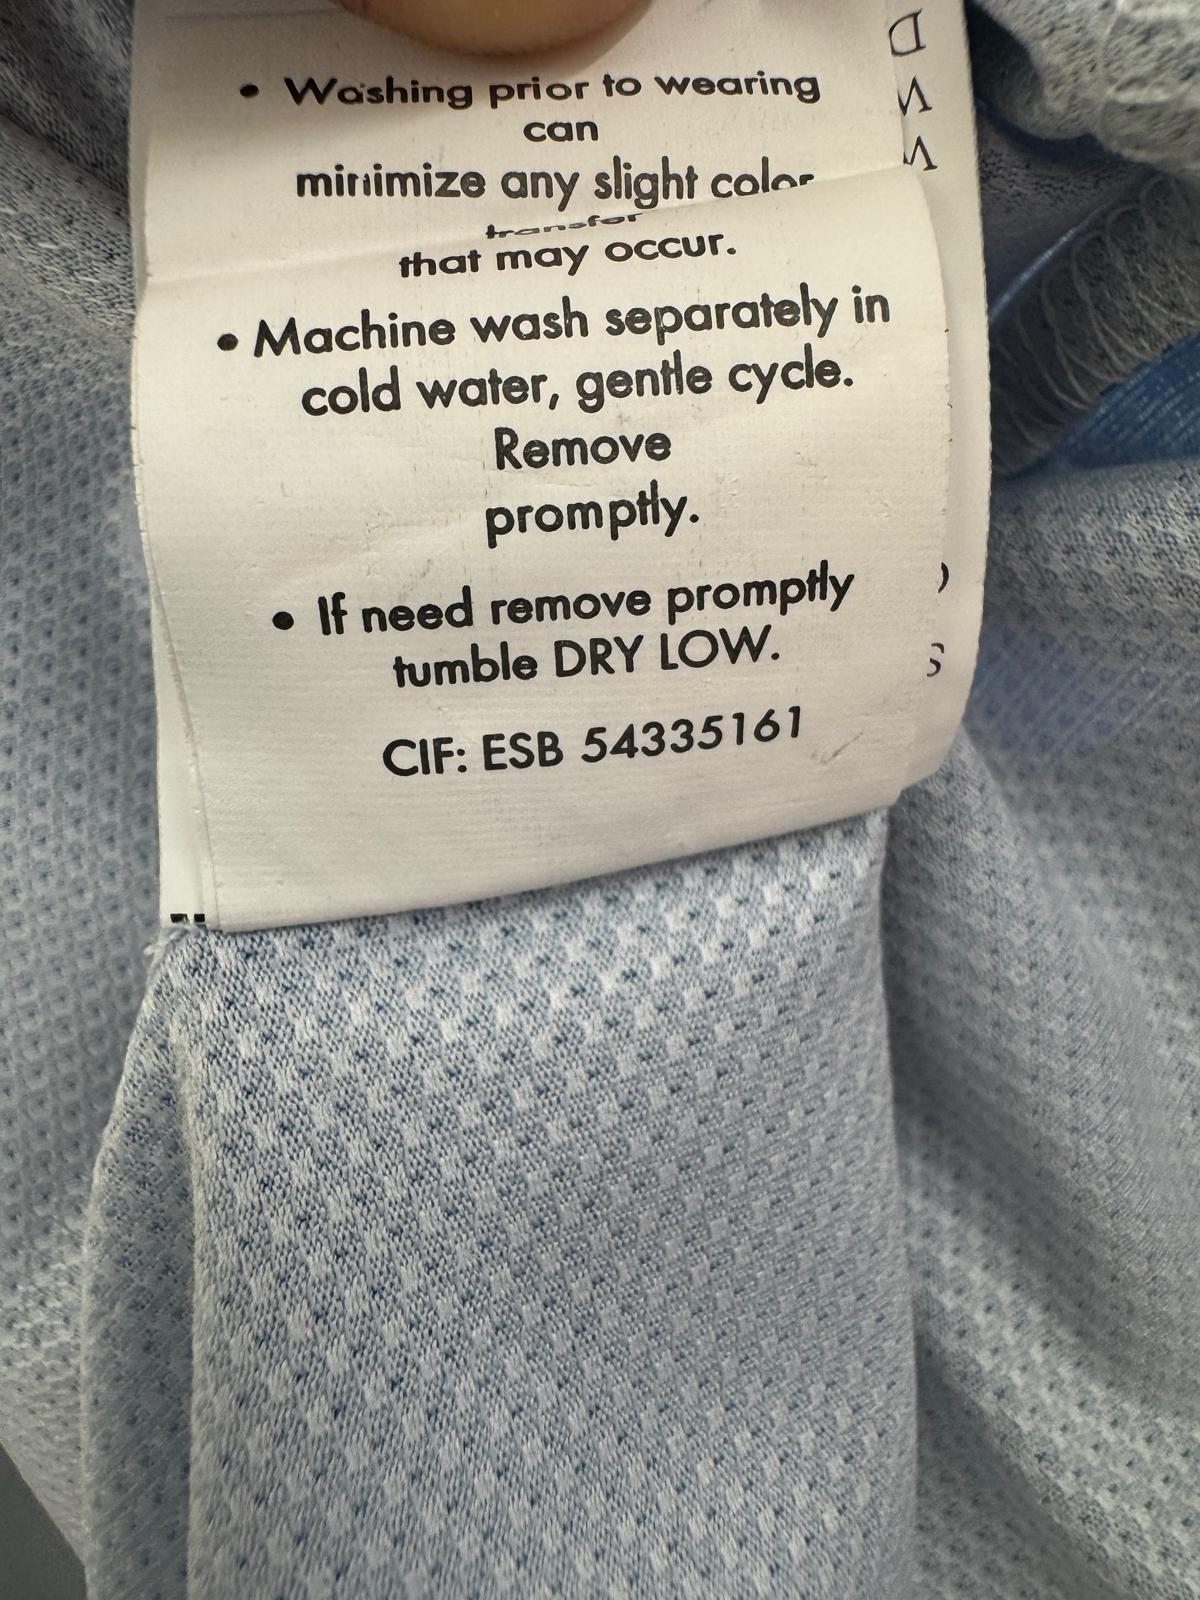 • Washing prior to wearing
can
minimize any slight color
transfer
that may occur.
• Machine wash separately in
cold water, gentle cycle.
Remove
promptly.
• If need remove promptly
tumble DRY LOW.
CIF: ESB 54335161